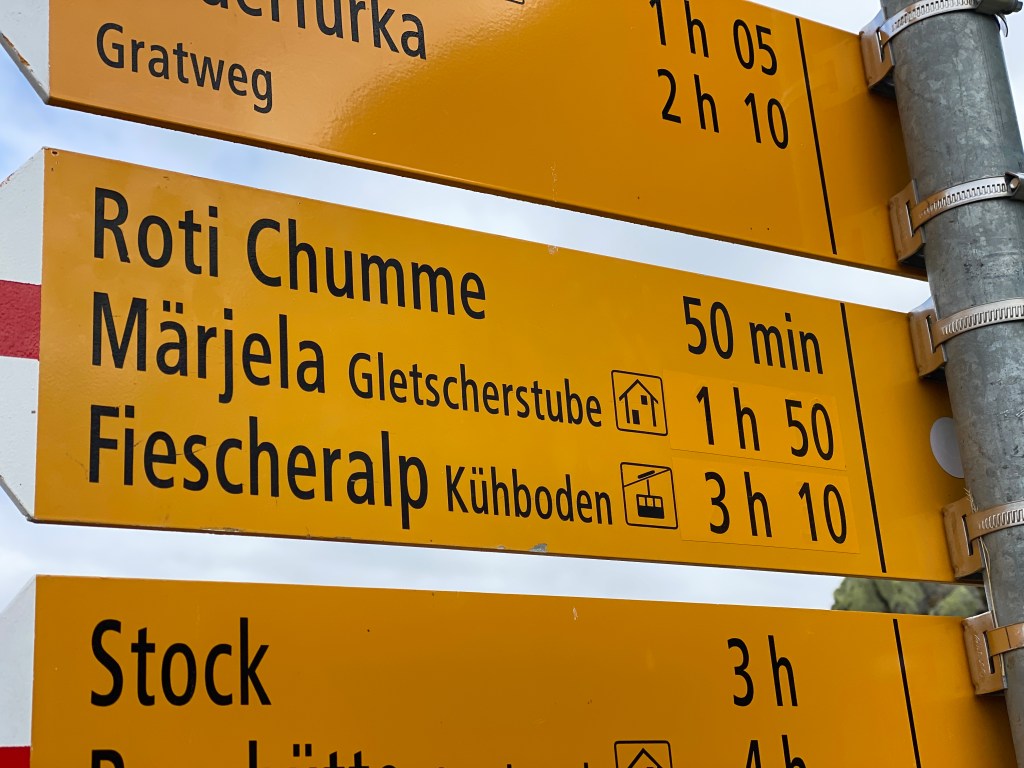 1 h 05
Gratweg 2 h 10
Roti Chumme 50 min
Märjela Gletscherstube 1 h 50
Fiescheralp Kühboden 3 h 10
Stock 3 h
4 h